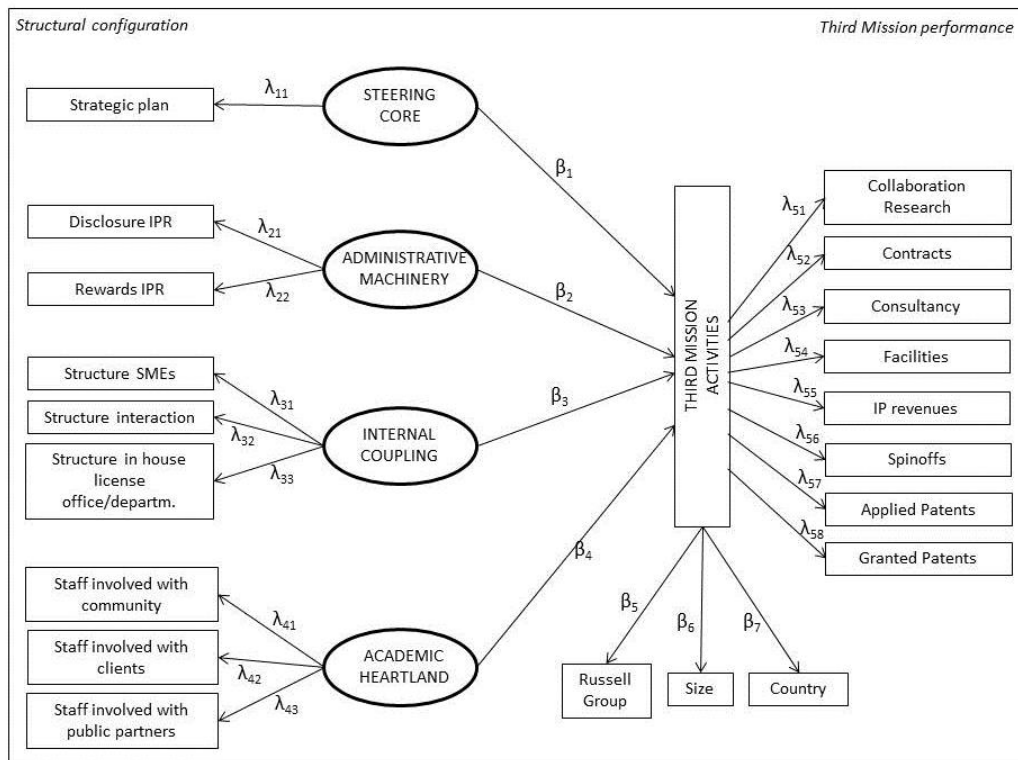 Structural configuration
Third Mission performance
Strategic plan
λ11
STEERING
CORE
β1
Disclosure IPR
λ21
Rewards IPR
λ22
ADMINISTRATIVE
MACHINERY
β2
Structure SMEs
λ31
Structure interaction
λ32
Structure in house
license
office/departm.
λ33
INTERNAL
COUPLING
β3
Staff involved with
community
λ41
Staff involved with
clients
λ42
Staff involved with
public partners
λ43
ACADEMIC
HEARTLAND
β4
THIRD MISSION
ACTIVITIES
λ51
Collaboration
Research
λ52
Contracts
λ53
Consultancy
λ54
Facilities
λ55
IP revenues
λ56
Spinoffs
λ57
Applied Patents
λ58
Granted Patents
β5
β6
β7
Russell
Group
Size
Country